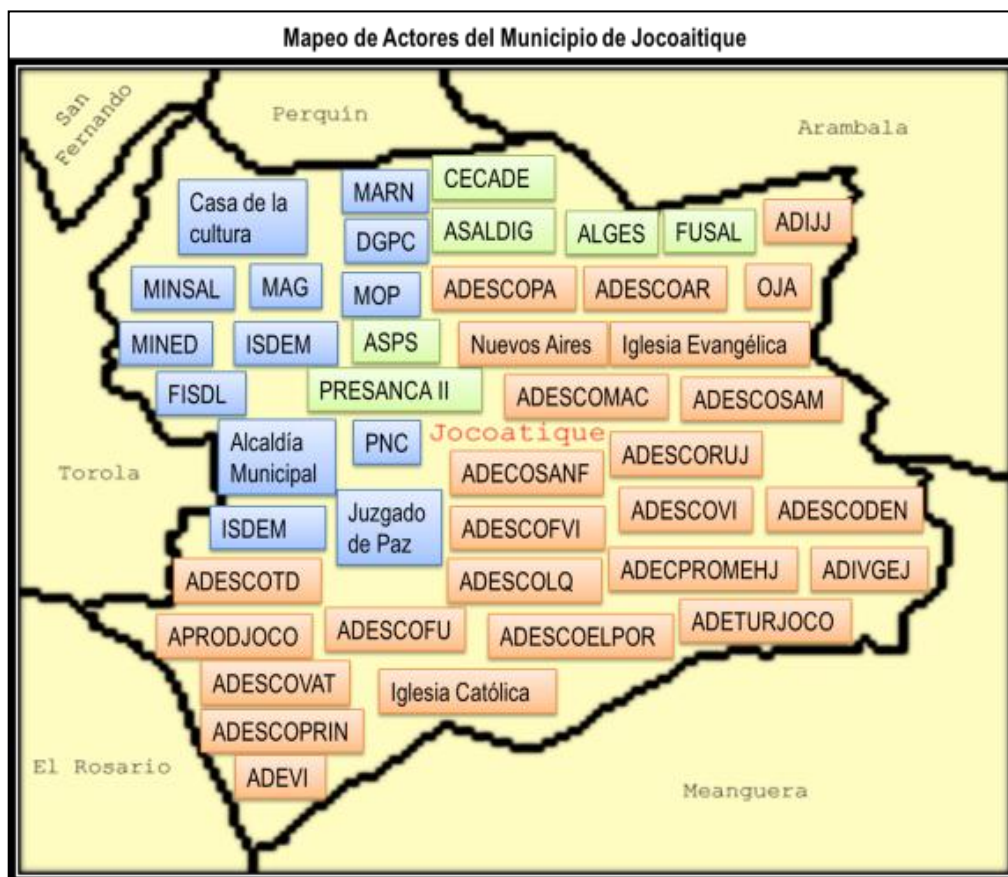 Mapeo de Actores del Municipio de Jocoaitique
San
Fernando
Perquín
Arambala
Casa de la
cultura
MARN
CECADE
DGPC
ASALDIG
ALGES
FUSAL
ADIJJ
MINSAL
MAG
MOP
ADESCOPA
ADESCOAR
OJA
MINED
ISDEM
ASPS
Nuevos Aires
Iglesia Evangélica
FISDL
PRESANCA II
ADESCOMAC
ADESCOSAM
Alcaldía
Municipal
PNC
Jocoatique
ADESCORUJ
Torola
ADECOSANF
ISDEM
Juzgado
de Paz
ADESCOFVI
ADESCOVI
ADESCODEN
ADESCOTD
ADESCOLQ
ADECPROMEHJ
ADIVGEJ
APRODJOCO
ADESCOFU
ADESCOELPOR
ADETURJOCO
ADESCOVAT
Iglesia Católica
ADESCOPRIN
El Rosario
ADEVI
Meanguera